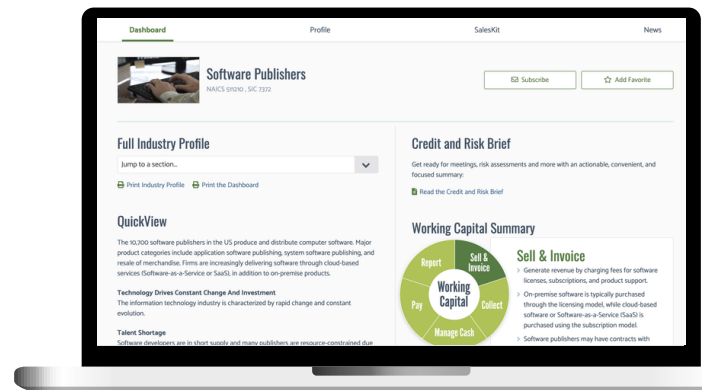 Dashboard
Profile
SalesKit
News
Software Publishers
NAICS 511210 , SIC 7372
Subscribe
Add Favorite
Full Industry Profile
Jump to a section...
Print Industry Profile
Print the Dashboard
QuickView
The 10,700 software publishers in the US produce and distribute computer software. Major
product categories include application software publishing, system software publishing, and
resale of merchandise. Firms are increasingly delivering software through cloud-based
services (Software-as-a-Service or SaaS), in addition to on-premise products.
Technology Drives Constant Change And Investment
The information technology industry is characterized by rapid change and constant
evolution.
Talent Shortage
Software developers are in short supply and many publishers are resource-constrained due
Credit and Risk Brief
Get ready for meetings, risk assessments and more with an actionable, convenient, and
focused summary:
Read the Credit and Risk Brief
Working Capital Summary
Report
Sell &
Invoice
Working
Capital
Pay
Collect
Manage Cash
Sell & Invoice
> Generate revenue by charging fees for software
licenses, subscriptions, and product support.
> On-premise software is typically purchased
through the licensing model, while cloud-based
software or Software-as-a-Service (SaaS) is
purchased using the subscription model.
> Software publishers may have contracts with